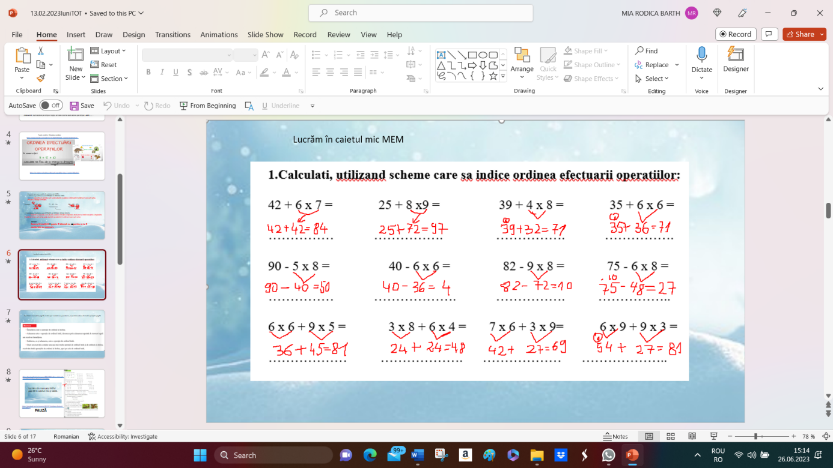 13.02.2023IuniTOT • Saved to this PC
Search
MIA RODICA BARTH MR
File Home Insert Draw Design Transitions Animations Slide Show Record Review View Help
Record Share
Paste
New Slide
Layout
Reset
Section
B I U S ab AV Aa
Arrange
Quick Styles
Shape Fill
Shape Outline
Shape Effects
Find
Replace
Select
Dictate
Designer
Clipboard Slides Font Paragraph Drawing Editing Voice Designer
AutoSave Off Save Undo Redo From Beginning Underline
4
5
6
7
8
PAUZĂ
Lucrăm în caietul mic MEM
1.Calculati, utilizand scheme care sa indice ordinea efectuarii operatiilor:
42 + 6 x 7 = 25 + 8 x9 = 39 + 4 x 8 = 35 + 6 x 6 =
42+42=84 25+72=97 39+32=71 35+36=71
90 - 5 x 8 = 40 - 6 x 6 = 82 - 9 x 8 = 75 - 6 x 8 =
90-40=50 40-36=4 82-72=10 75-48=27
6 x 6 + 9 x 5 = 3 x 8 + 6 x 4 = 7 x 6 + 3 x 9= 6 x 9 + 9 x 3 =
36+45=81 24+24=48 42+27=69 54+27=81
Slide 6 of 17 Romanian Accessibility: Investigate Notes 78 %
26°C
Sunny
Search
99+
ROU
RO
15:14
26.06.2023